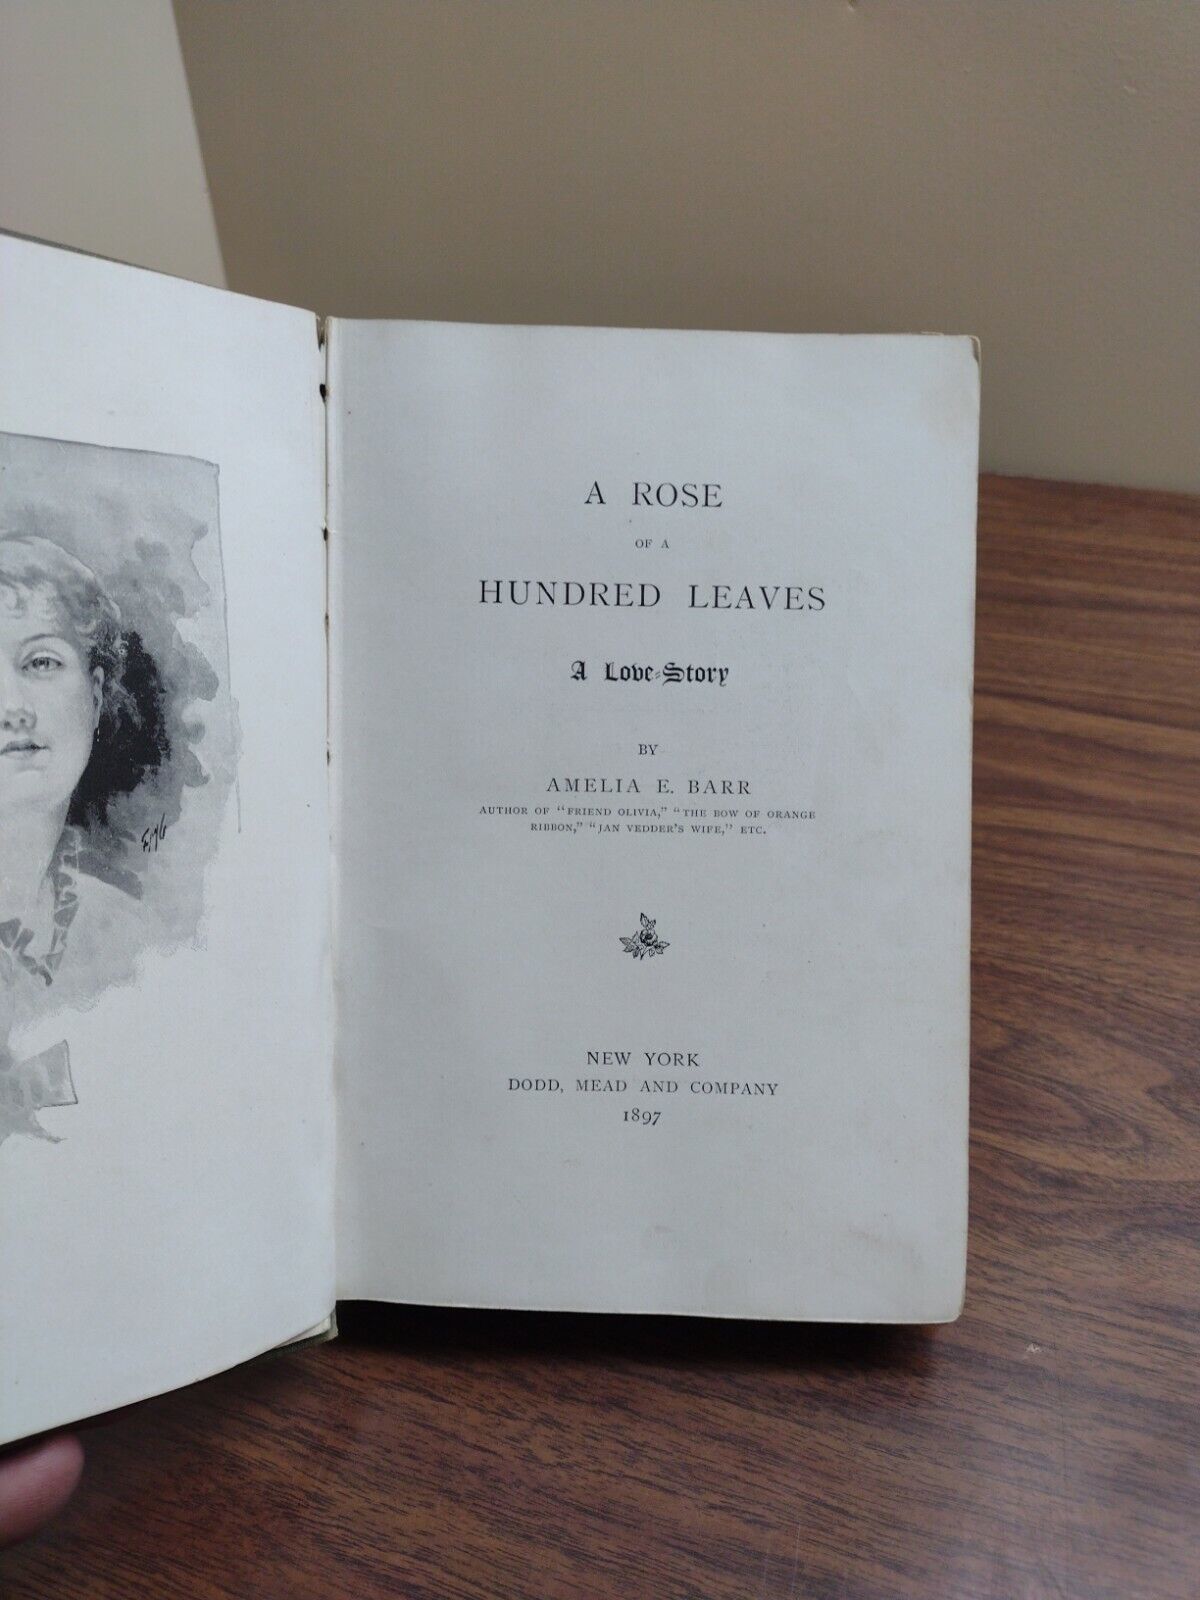 A ROSE
OF A
HUNDRED LEAVES
A Love-Story
BY
AMELIA E. BARR
AUTHOR OF "FRIEND OLIVIA," "THE BOW OF ORANGE
RIBBON," "JAN VEDDER'S WIFE," ETC.
NEW YORK
DODD, MEAD AND COMPANY
1897